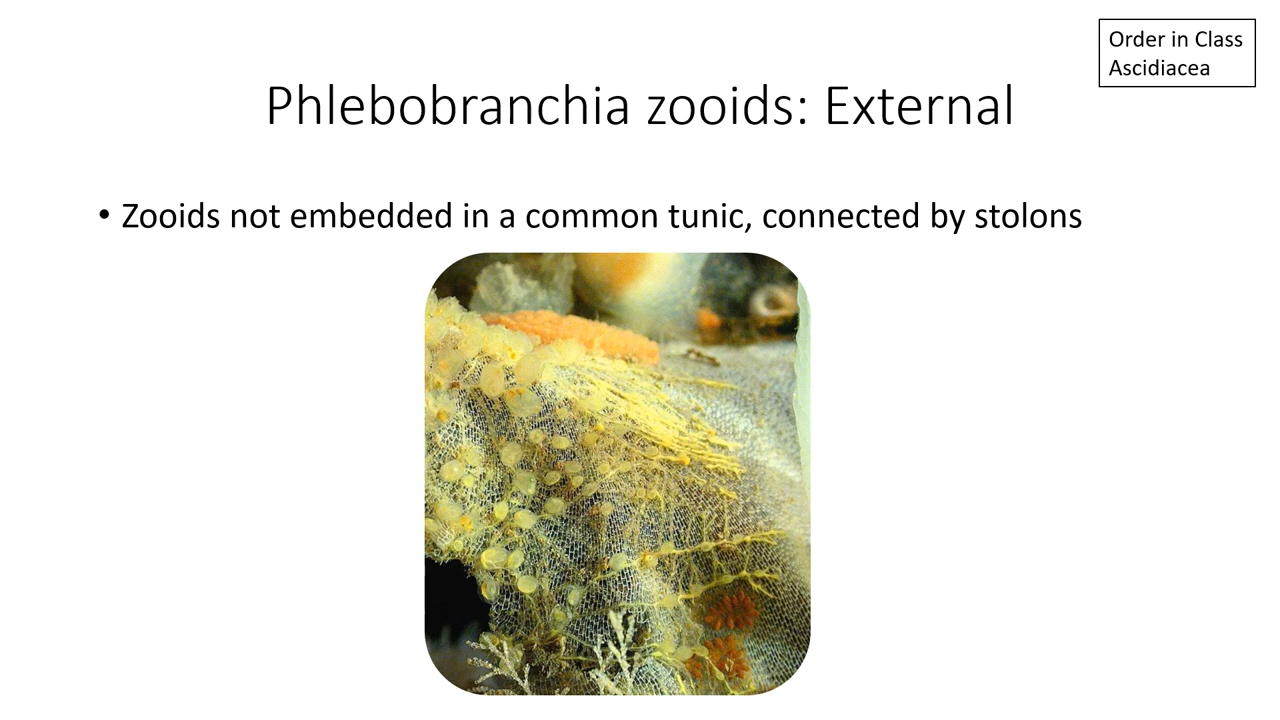 Order in Class
Ascidiacea
Phlebobranchia zooids: External
• Zooids not embedded in a common tunic, connected by stolons